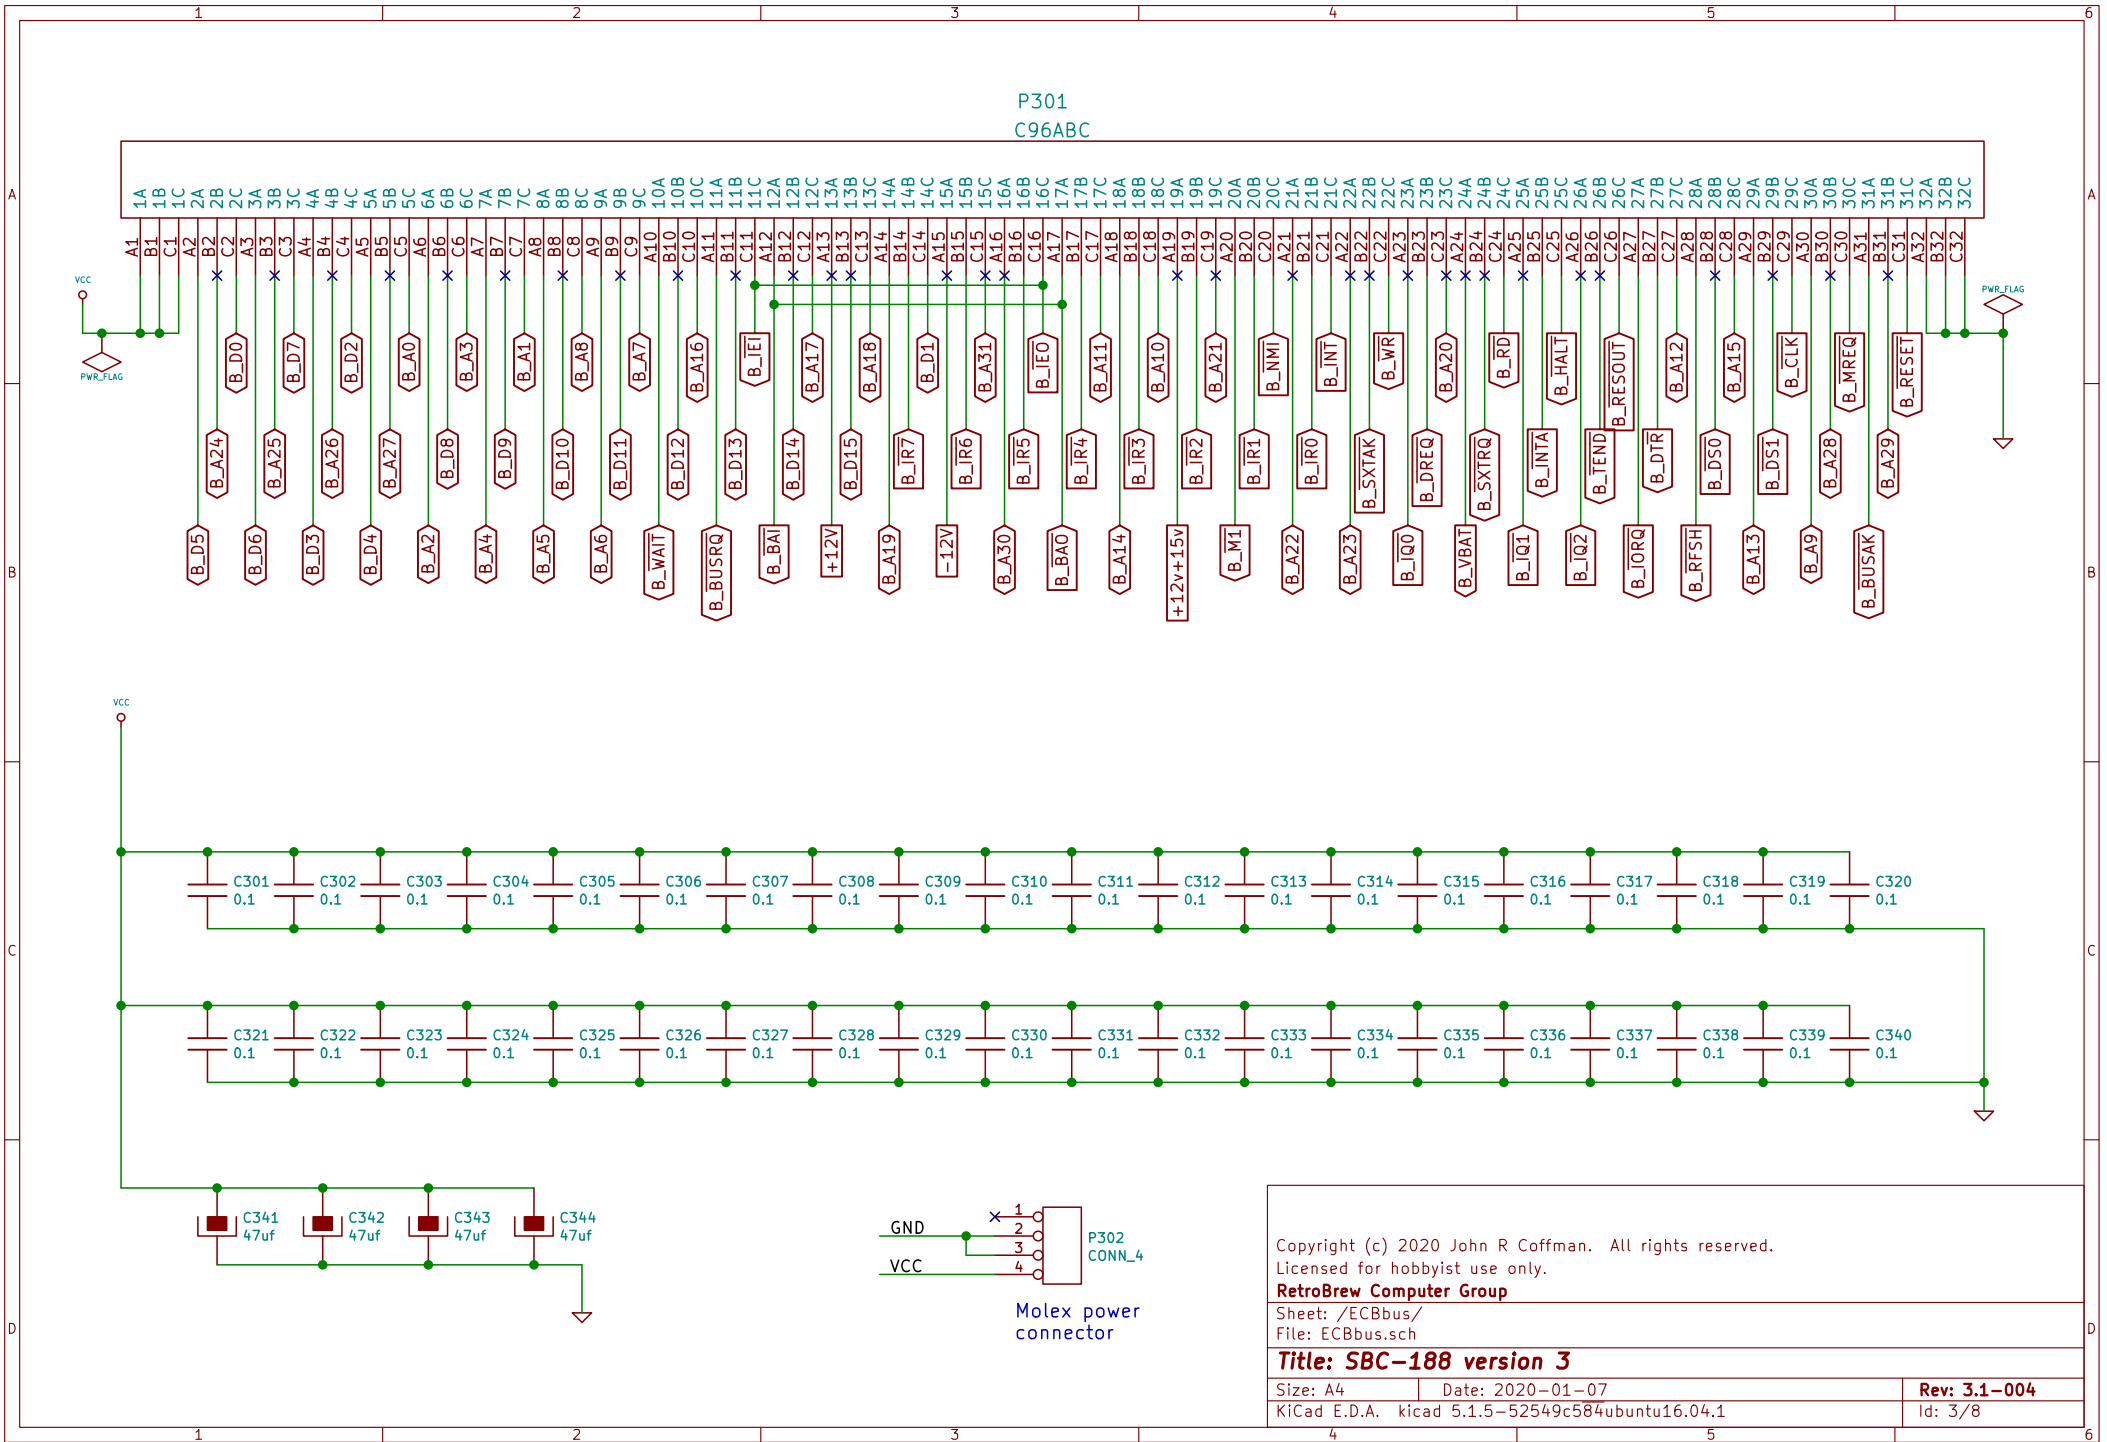 1 2 3 4 5 6
P301
C96ABC
A A
1A 1B 1C 2A 2B 2C 3A 3B 3C 4A 4B 4C 5A 5B 5C 6A 6B 6C 7A 7B 7C 8A 8B 8C 9A 9B 9C 10A 10B 10C 11A 11B 11C 12A 12B 12C 13A 13B 13C 14A 14B 14C 15A 15B 15C 16A 16B 16C 17A 17B 17C 18A 18B 18C 19A 19B 19C 20A 20B 20C 21A 21B 21C 22A 22B 22C 23A 23B 23C 24A 24B 24C 25A 25B 25C 26A 26B 26C 27A 27B 27C 28A 28B 28C 29A 29B 29C 30A 30B 30C 31A 31B 31C 32A 32B 32C
A1 B1 C1 A2 B2 C2 A3 B3 C3 A4 B4 C4 A5 B5 C5 A6 B6 C6 A7 B7 C7 A8 B8 C8 A9 B9 C9 A10 B10 C10 A11 B11 C11 A12 B12 C12 A13 B13 C13 A14 B14 C14 A15 B15 C15 A16 B16 C16 A17 B17 C17 A18 B18 C18 A19 B19 C19 A20 B20 C20 A21 B21 C21 A22 B22 C22 A23 B23 C23 A24 B24 C24 A25 B25 C25 A26 B26 C26 A27 B27 C27 A28 B28 C28 A29 B29 C29 A30 B30 C30 A31 B31 C31 A32 B32 C32
VCC PWR_FLAG
PWR_FLAG
B_D0 B_D7 B_D2 B_A0 B_A3 B_A1 B_A8 B_A7 B_A16 B_IEI B_A17 B_A18 B_D1 B_A31 B_IEO B_A11 B_A10 B_A21 B_NMI B_INT B_WR B_A20 B_RD B_HALT B_RESOUT B_A12 B_A15 B_CLK B_MREQ B_RESET
B_A24 B_A25 B_A26 B_A27 B_D8 B_D9 B_D10 B_D11 B_D12 B_D13 B_D14 B_D15 B_IR7 B_IR6 B_IR5 B_IR4 B_IR3 B_IR2 B_IR1 B_IR0 B_SXTAK B_DREQ B_SXTRQ B_INTA B_TEND B_DTR B_DS0 B_DS1 B_A28 B_A29
B_D5 B_D6 B_D3 B_D4 B_A2 B_A4 B_A5 B_A6 B_WAIT B_BUSRQ B_BAI +12V B_A19 -12V B_A30 B_BAO B_A14 +12v+15v B_M1 B_A22 B_A23 B_IQ0 B_VBAT B_IQ1 B_IQ2 B_IORQ B_RFSH B_A13 B_A9 B_BUSAK
B B
VCC
C301 C302 C303 C304 C305 C306 C307 C308 C309 C310 C311 C312 C313 C314 C315 C316 C317 C318 C319 C320
0.1 0.1 0.1 0.1 0.1 0.1 0.1 0.1 0.1 0.1 0.1 0.1 0.1 0.1 0.1 0.1 0.1 0.1 0.1 0.1
C C
C321 C322 C323 C324 C325 C326 C327 C328 C329 C330 C331 C332 C333 C334 C335 C336 C337 C338 C339 C340
0.1 0.1 0.1 0.1 0.1 0.1 0.1 0.1 0.1 0.1 0.1 0.1 0.1 0.1 0.1 0.1 0.1 0.1 0.1 0.1
C341 C342 C343 C344
47uf 47uf 47uf 47uf
1
GND 2
3
VCC 4
P302
CONN_4
Molex power
connector
D D
Copyright (c) 2020 John R Coffman. All rights reserved.
Licensed for hobbyist use only.
RetroBrew Computer Group
Sheet: /ECBbus/
File: ECBbus.sch
Title: SBC-188 version 3
Size: A4 Date: 2020-01-07 Rev: 3.1-004
KiCad E.D.A. kicad 5.1.5-52549c584ubuntu16.04.1 Id: 3/8
1 2 3 4 5 6